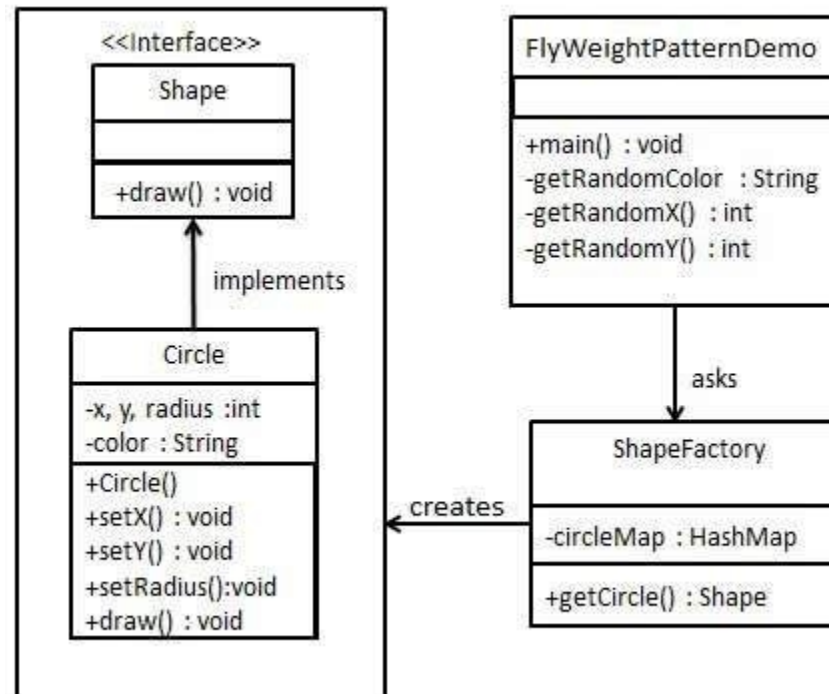 <<Interface>>
Shape
+draw() : void
implements
Circle
-x, y, radius :int
-color : String
+Circle()
+setX() : void
+setY() : void
+setRadius():void
+draw() : void
FlyWeightPatternDemo
+main() : void
-getRandomColor : String
-getRandomX() : int
-getRandomY() : int
asks
ShapeFactory
-circleMap : HashMap
+getCircle() : Shape
creates